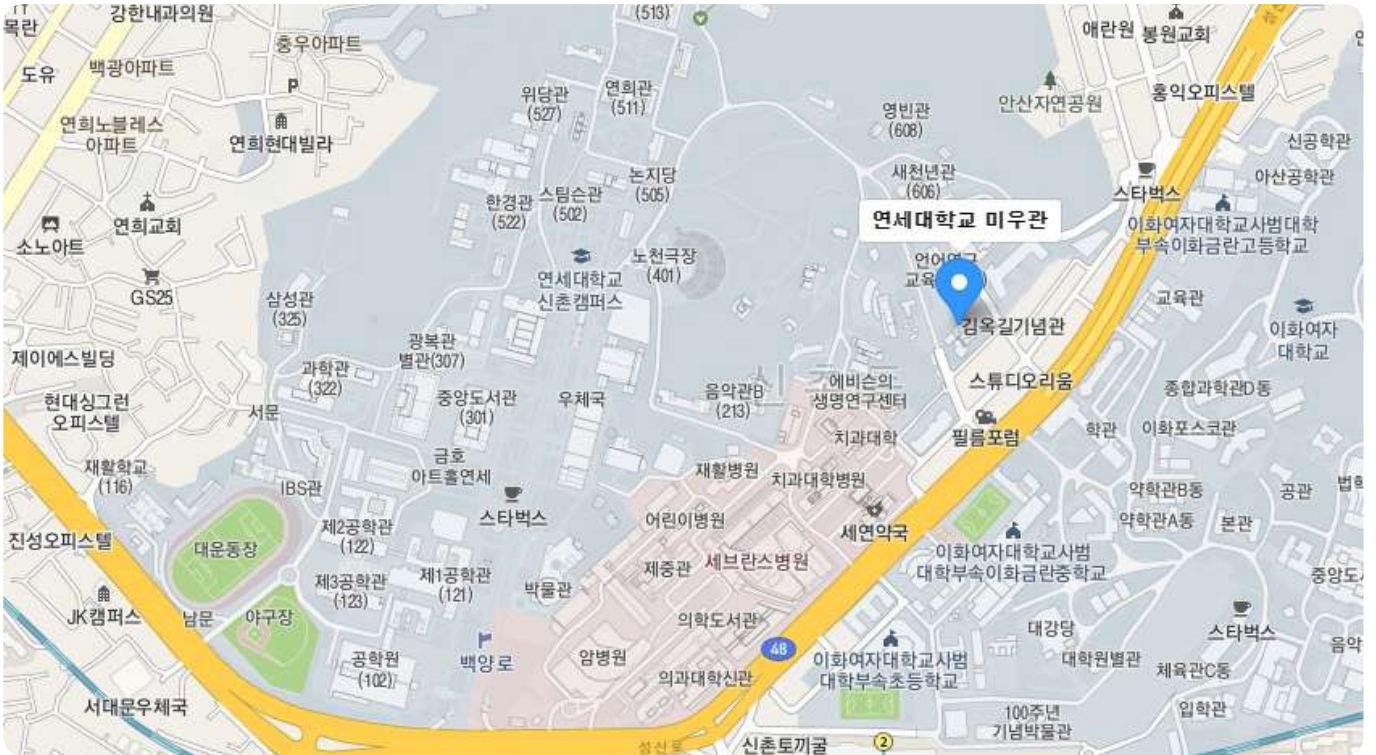 강한내과의원
(513)
애란원
봉원교회
목란
충우아파트
도유
백광아파트
P
위당관
(527)
연희관
(511)
영빈관
(608)
안산자연공원
홍익오피스텔
연희노블레스
아파트
연희현대빌라
신공학관
아산공학관
새천년관
(606)
스타벅스
논지당
(505)
한경관
(522)
스팀슨관
(502)
연세대학교 미우관
연희교회
소노아트
이화여자대학교사범대학
부속이화금란고등학교
노천극장
(401)
연세대학교
신촌캠퍼스
언어연구
GS25
삼성관
(325)
교육관
김옥길기념관
이화여자
대학교
광복관
별관(307)
제이에스빌딩
과학관
(322)
스튜디오리움
종합과학관D동
에비슨의
생명연구센터
음악관B
(213)
중앙도서관
(301)
우체국
현대싱그런
오피스텔
서문
치과대학
필름포럼
학관
이화포스코관
금호
아트홀연세
재활학교
(116)
재활병원
치과대학병원
IBS관
약학관B동
공관
스타벅스
어린이병원
세연약국
약학관A동
본관
제2공학관
(122)
진성오피스텔
대운동장
이화여자대학교사범
대학부속이화금란중학교
제중관
세브란스병원
제3공학관
(123)
제1공학관
(121)
박물관
JK캠퍼스
남문
야구장
의학도서관
대강당
스타벅스
48
공학원
(102)
백양로
암병원
이화여자대학교사범
대학부속초등학교
대학원별관
체육관C동
의과대학신관
서대문우체국
100주년
기념박물관
입학관
성산로
신촌토끼굴
2